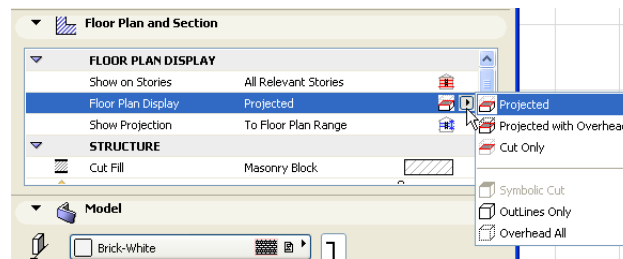 Floor Plan and Section
FLOOR PLAN DISPLAY
Show on Stories All Relevant Stories
Floor Plan Display Projected
Show Projection To Floor Plan Range
STRUCTURE
Cut Fill Masonry Block
Projected
Projected with Overhead
Cut Only
Symbolic Cut
OutLines Only
Overhead All
Model
Brick-White